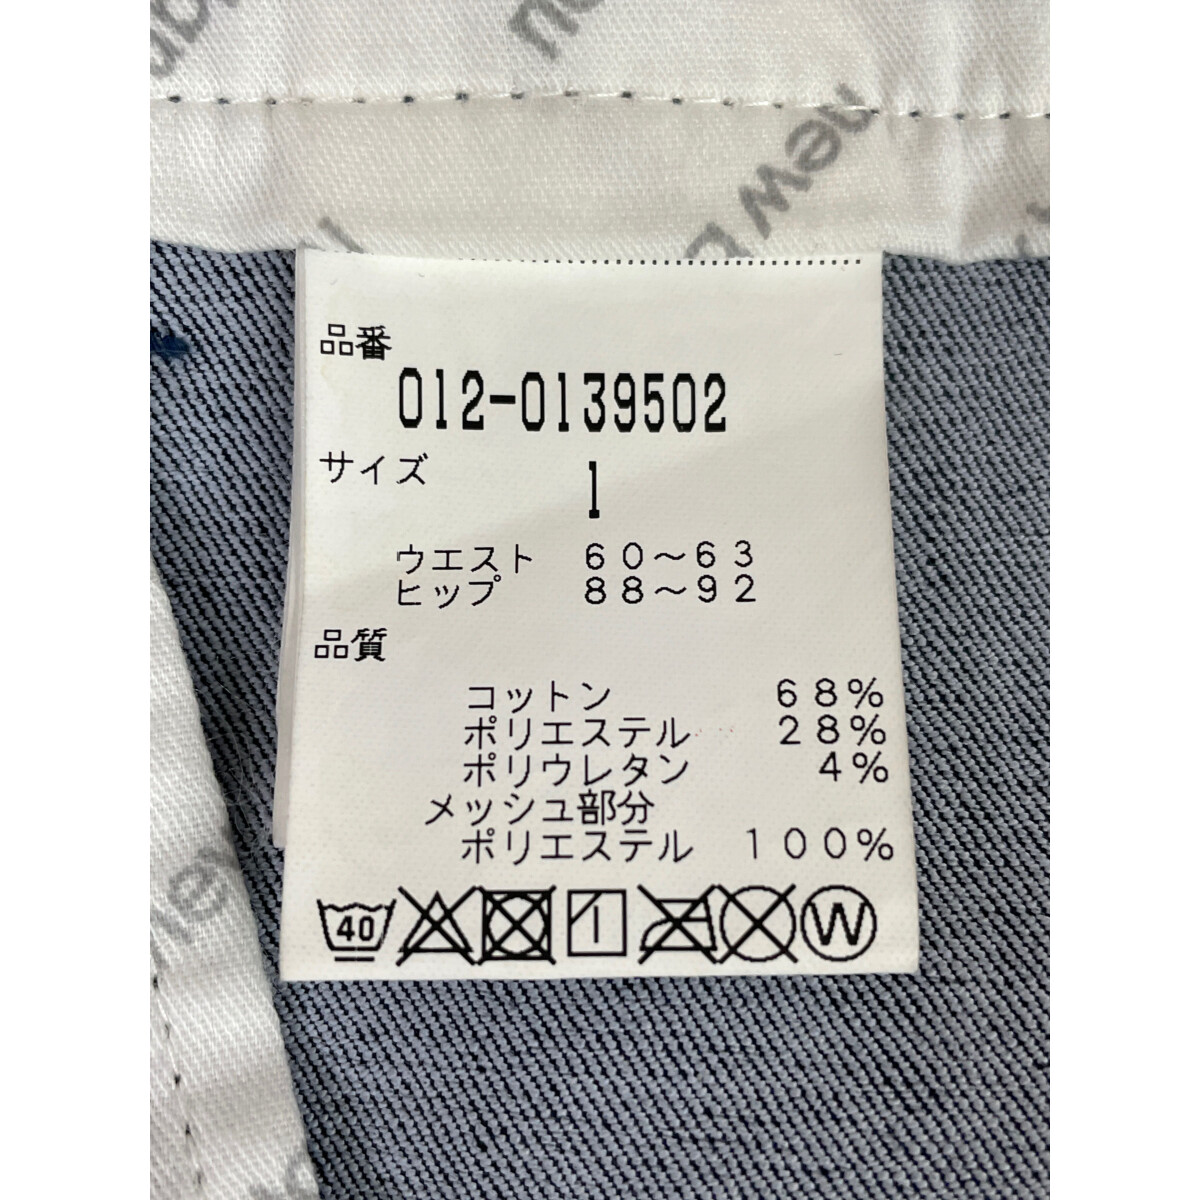 new b
品番
012-0139502
サイズ
1
ウエスト 60～63
ヒップ 88～92
品質
コットン 68%
ポリエステル 28%
ポリウレタン 4%
メッシュ部分
ポリエステル 100%
40
W